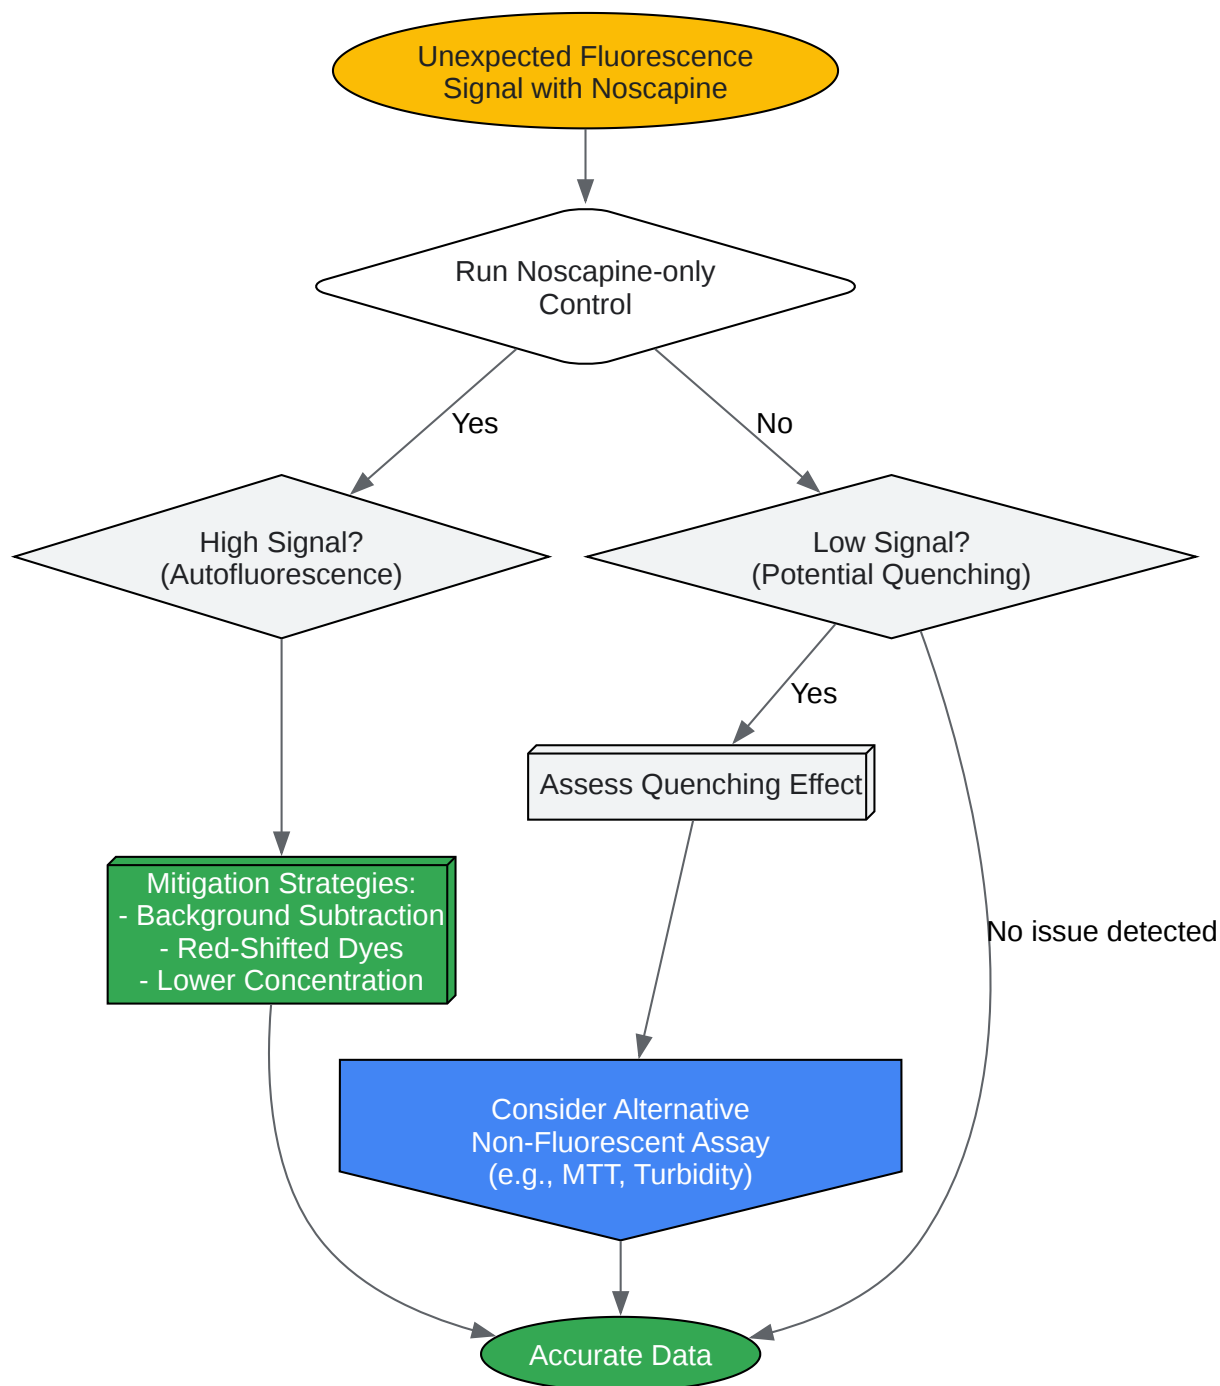 Unexpected Fluorescence
Signal with Noscapine
Run Noscapine-only
Control
Yes
No
High Signal?
(Autofluorescence)
Low Signal?
(Potential Quenching)
Yes
Assess Quenching Effect
Mitigation Strategies:
- Background Subtraction
- Red-Shifted Dyes
- Lower Concentration
No issue detected
Consider Alternative
Non-Fluorescent Assay
(e.g., MTT, Turbidity)
Accurate Data